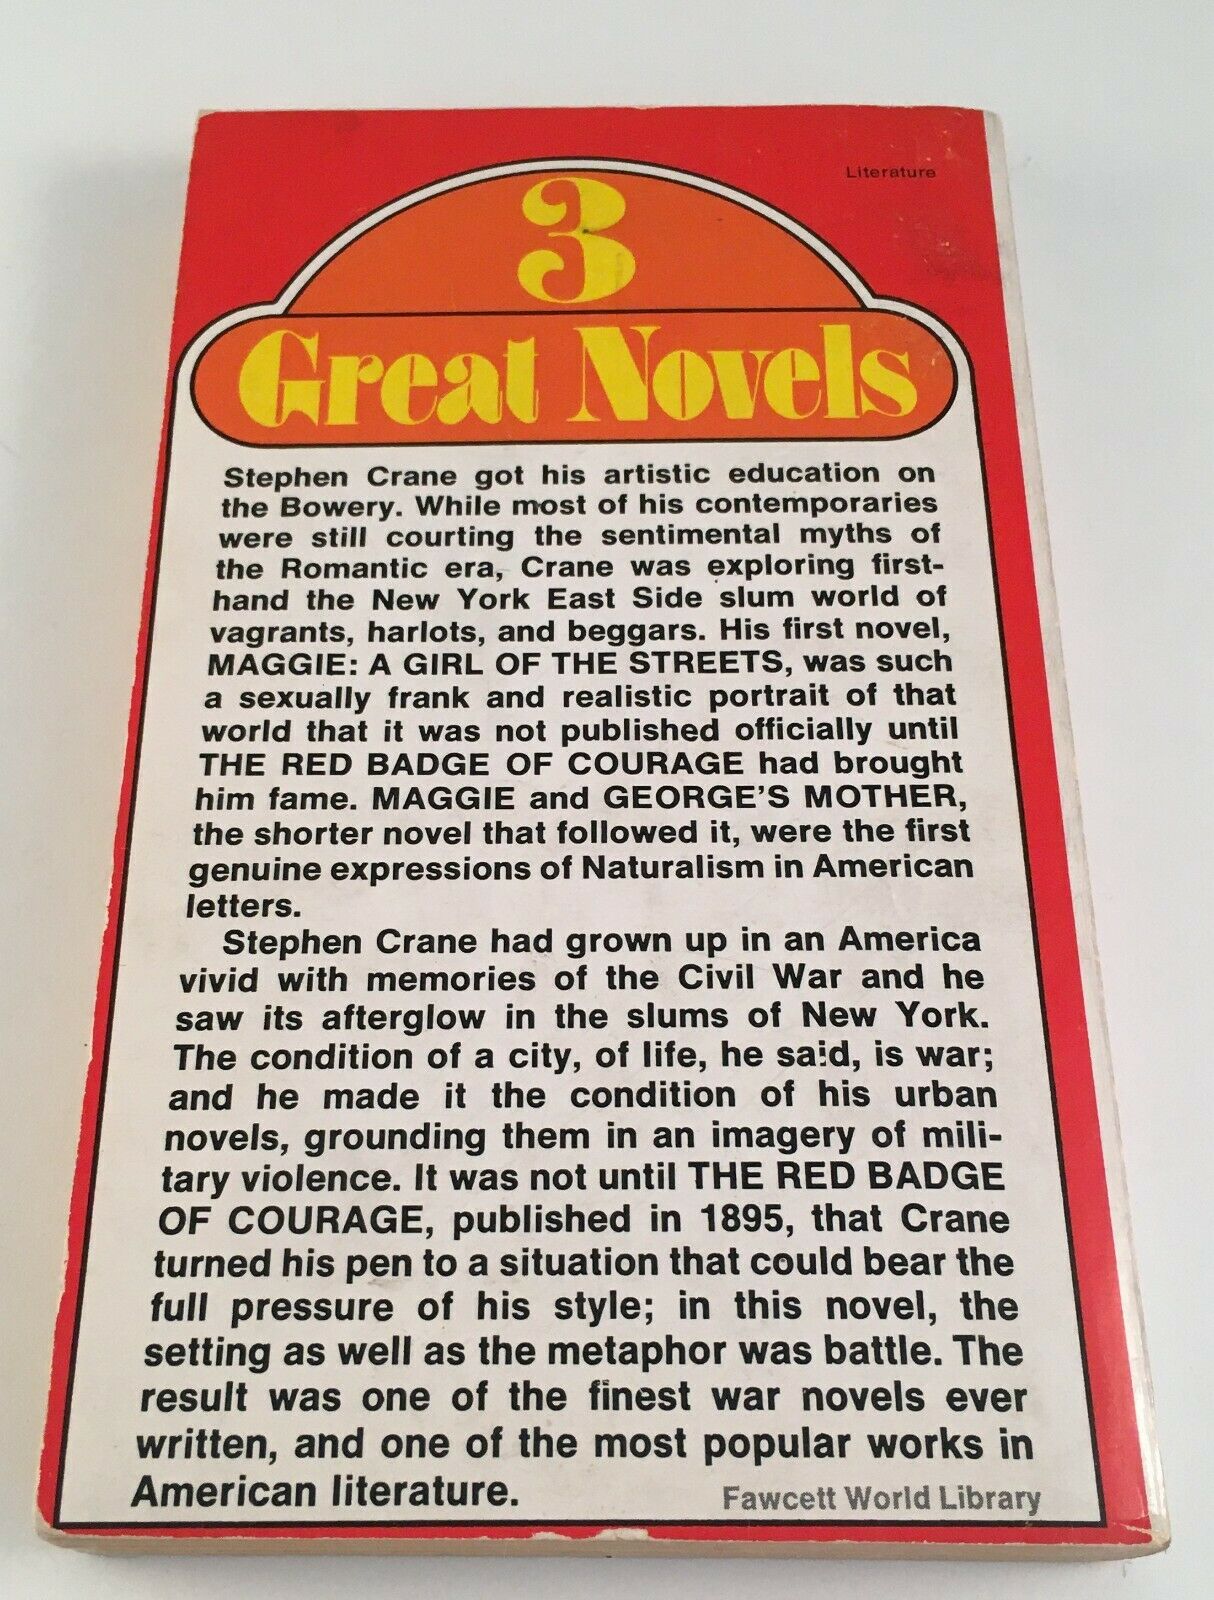 Literature
3
Great Novels
Stephen Crane got his artistic education on
the Bowery. While most of his contemporaries
were still courting the sentimental myths of
the Romantic era, Crane was exploring first-
hand the New York East Side slum world of
vagrants, harlots, and beggars. His first novel,
MAGGIE: A GIRL OF THE STREETS, was such
a sexually frank and realistic portrait of that
world that it was not published officially until
THE RED BADGE OF COURAGE had brought
him fame. MAGGIE and GEORGE'S MOTHER,
the shorter novel that followed it, were the first
genuine expressions of Naturalism in American
letters.
Stephen Crane had grown up in an America
vivid with memories of the Civil War and he
saw its afterglow in the slums of New York.
The condition of a city, of life, he said, is war;
and he made it the condition of his urban
novels, grounding them in an imagery of mili-
tary violence. It was not until THE RED BADGE
OF COURAGE, published in 1895, that Crane
turned his pen to a situation that could bear the
full pressure of his style; in this novel, the
setting as well as the metaphor was battle. The
result was one of the finest war novels ever
written, and one of the most popular works in
American literature.
Fawcett World Library